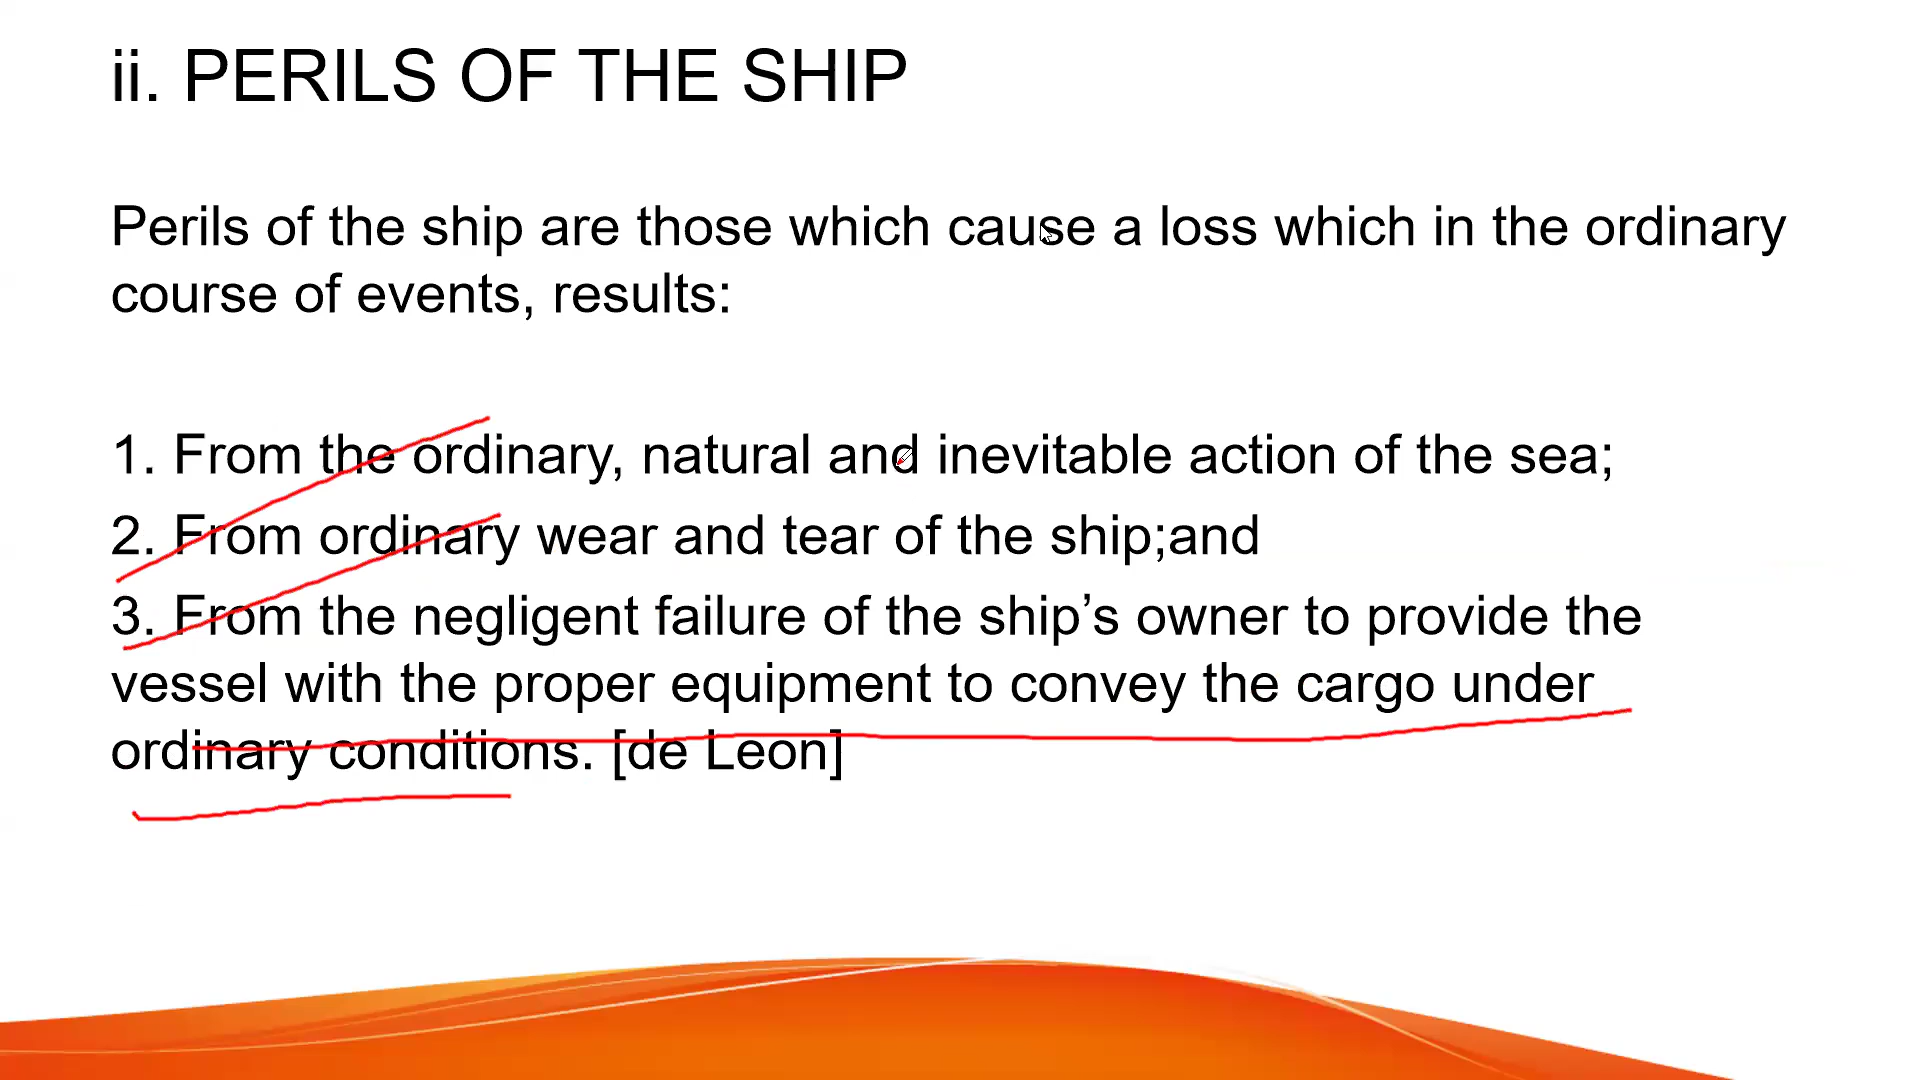 ii. PERILS OF THE SHIP
Perils of the ship are those which cause a loss which in the ordinary
course of events, results:
1. From the ordinary, natural and inevitable action of the sea;
2. From ordinary wear and tear of the ship;and
3. From the negligent failure of the ship’s owner to provide the
vessel with the proper equipment to convey the cargo under
ordinary conditions. [de Leon]